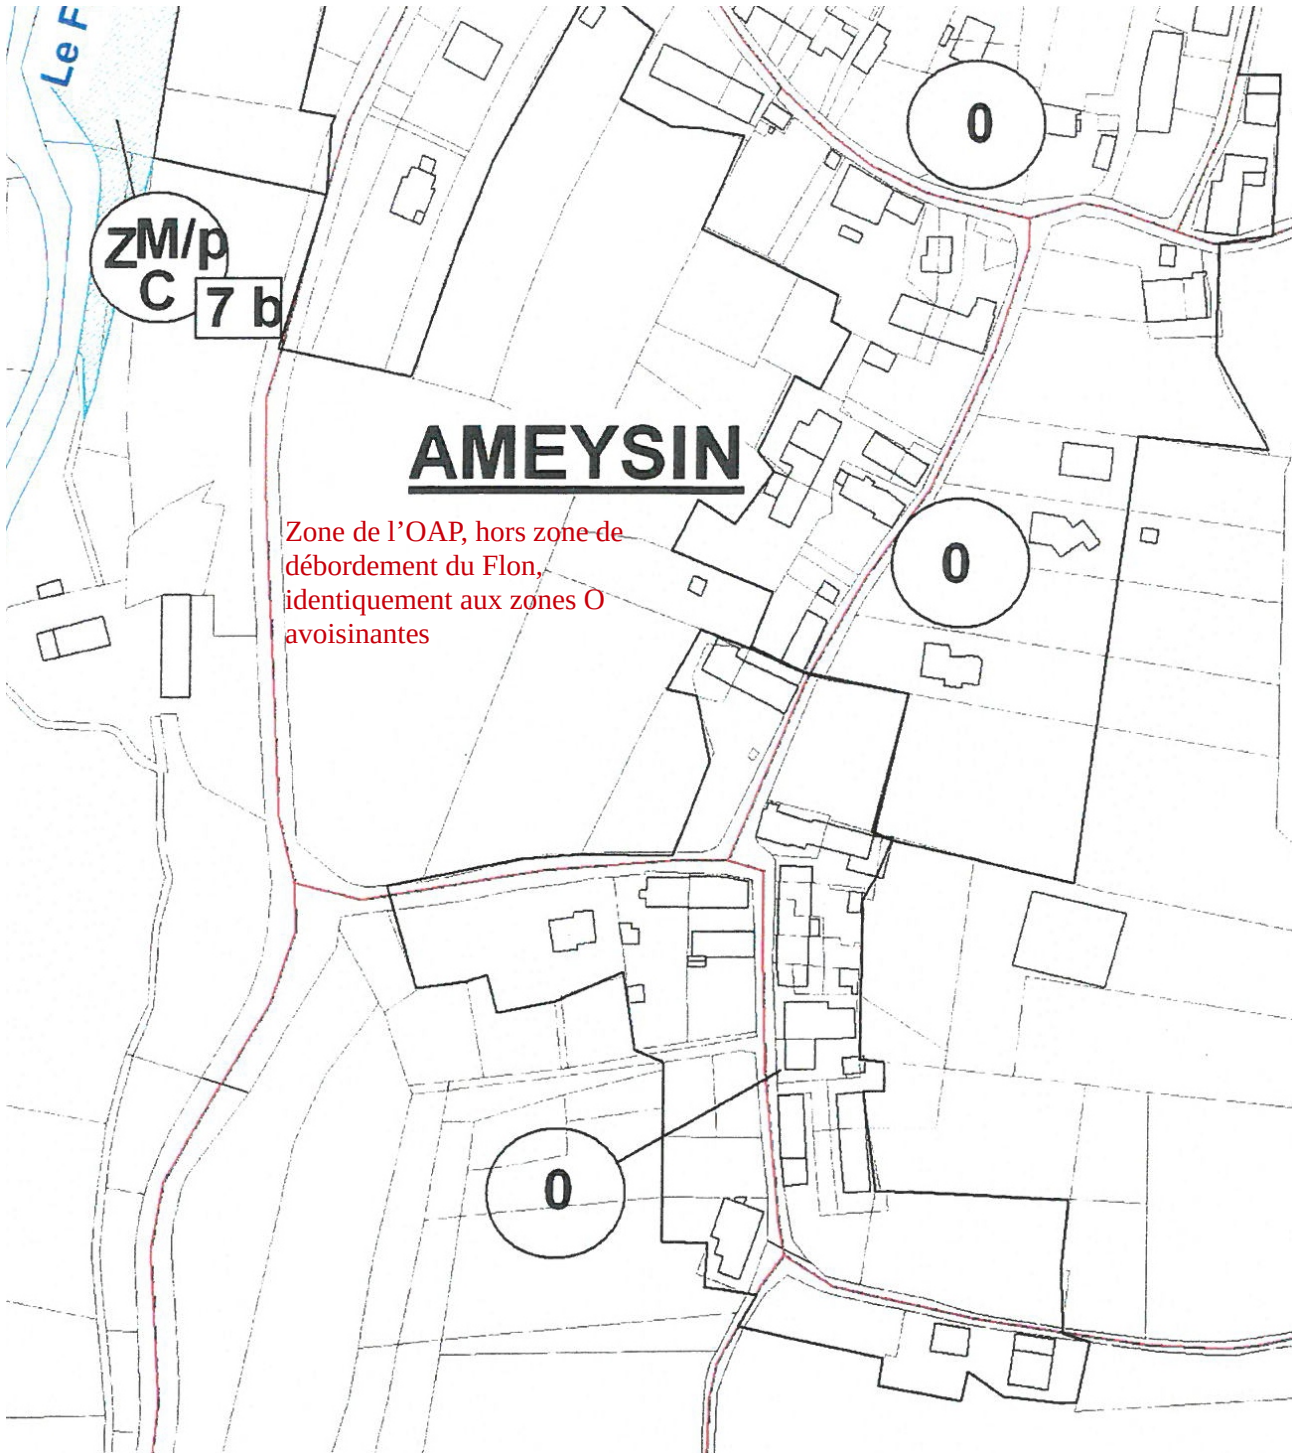 Le F
0
zM/p
C
7 b
AMEYSIN
Zone de l’OAP, hors zone de
débordement du Flon,
identiquement aux zones O
avoisinantes
0
0